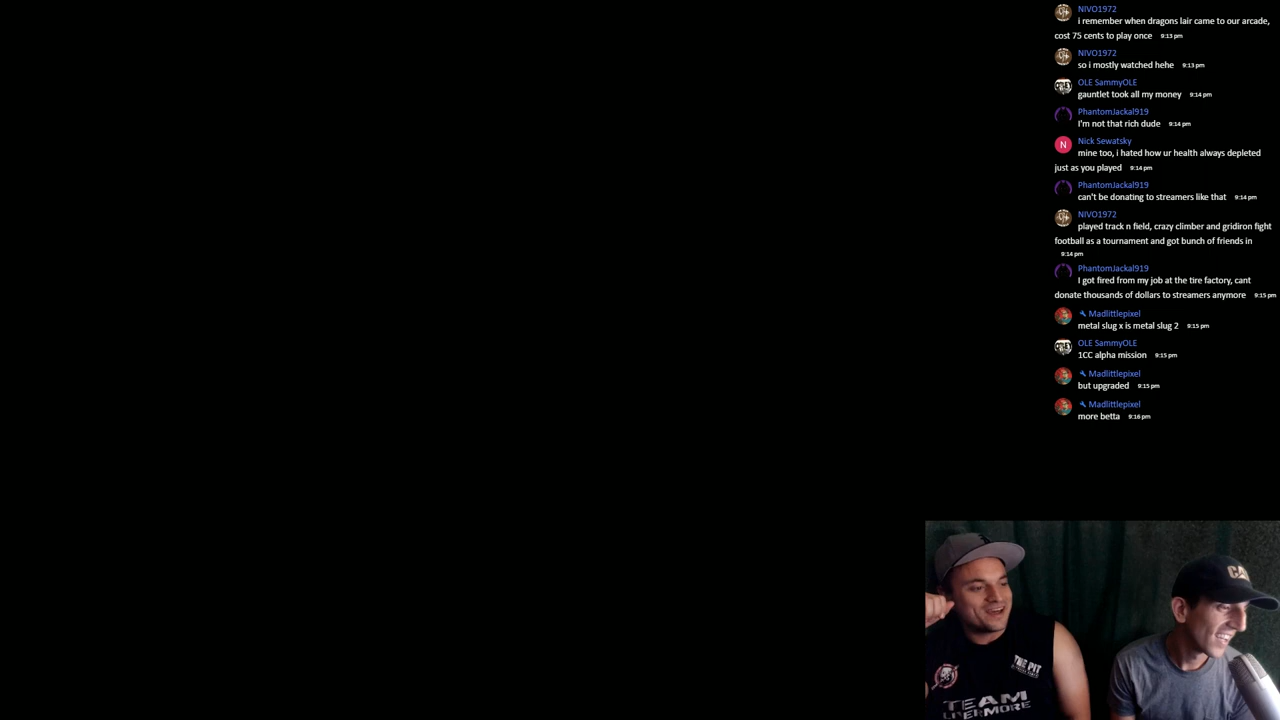 NIVO1972
i remember when dragons lair came to our arcade,
cost 75 cents to play once 9:13 pm
NIVO1972
so i mostly watched hehe 9:13 pm
OLE SammyOLE
gauntlet took all my money 9:14 pm
PhantomJackal919
I'm not that rich dude 9:14 pm
N
Nick Sewatsky
mine too, i hated how ur health always depleted
just as you played 9:14 pm
PhantomJackal919
can't be donating to streamers like that 9:14 pm
NIVO1972
played track n field, crazy climber and gridiron fight
football as a tournament and got bunch of friends in
9:14 pm
PhantomJackal919
I got fired from my job at the tire factory, cant
donate thousands of dollars to streamers anymore 9:15 pm
Madlittlepixel
metal slug x is metal slug 2 9:15 pm
OLE SammyOLE
1CC alpha mission 9:15 pm
Madlittlepixel
but upgraded 9:15 pm
Madlittlepixel
more betta 9:16 pm
CAT
THE PIT
TEAM
LIVERMORE